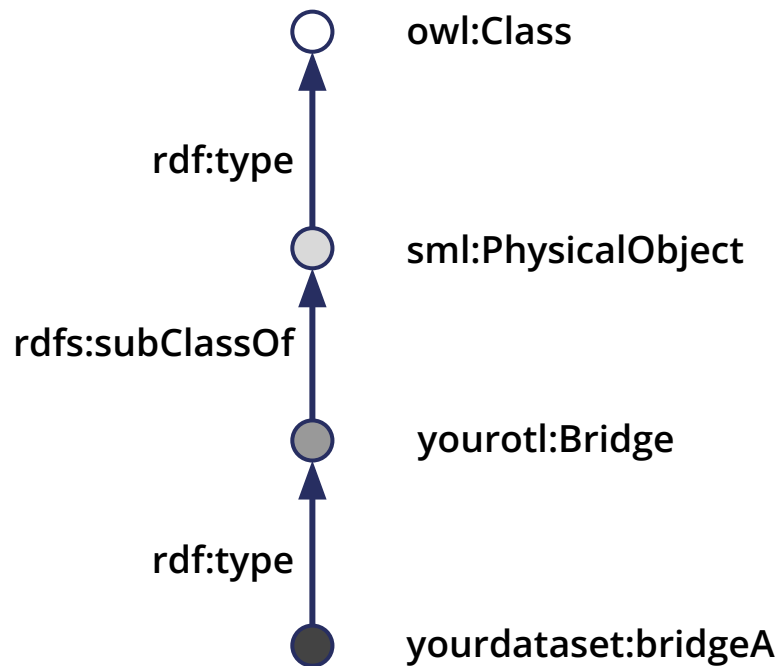 owl:Class
rdf:type
sml:PhysicalObject
rdfs:subClassOf
yourotl:Bridge
rdf:type
yourdataset:bridgeA